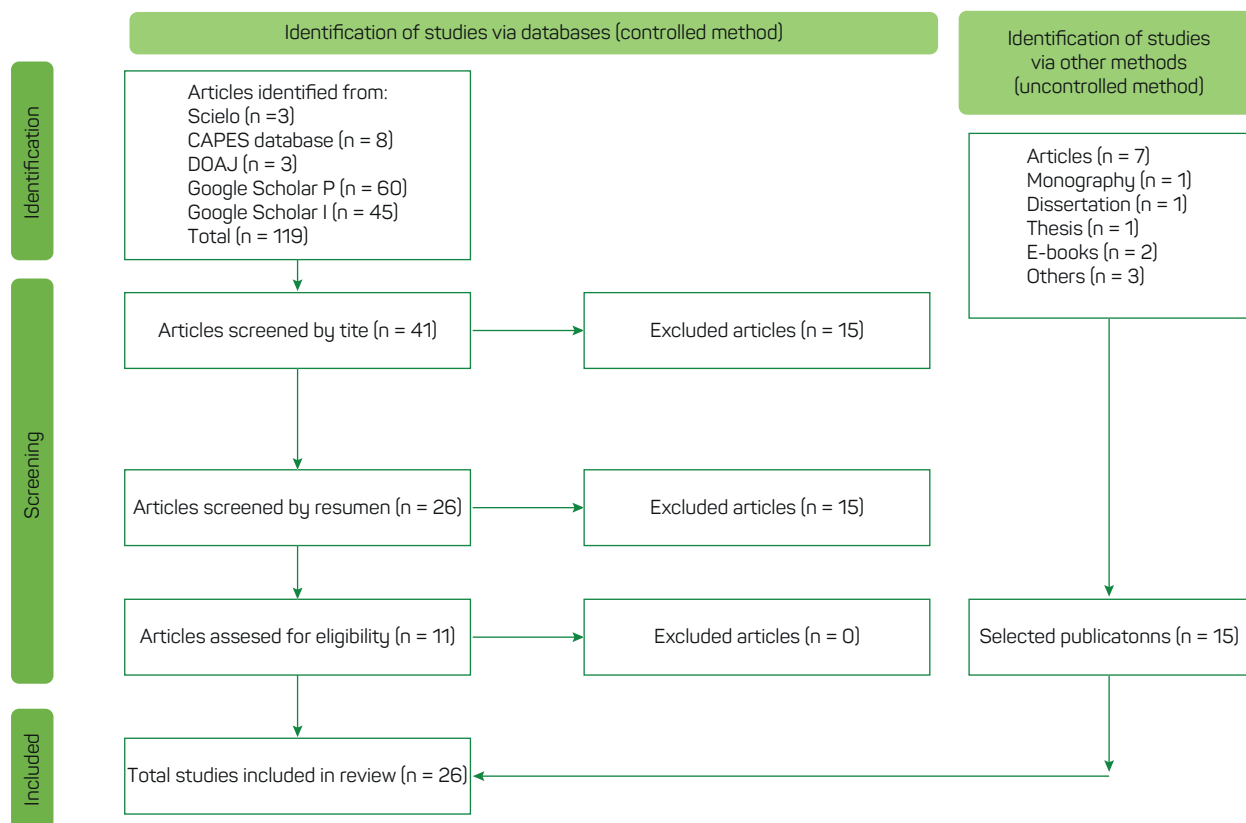 Identification of studies via databases (controlled method)
Identification of studies
via other methods
(uncontrolled method)
Identification
Articles identified from:
Scielo (n =3)
CAPES database (n = 8)
DOAJ (n = 3)
Google Scholar P (n = 60)
Google Scholar I (n = 45)
Total (n = 119)
Articles (n = 7)
Monography (n = 1)
Dissertation (n = 1)
Thesis (n = 1)
E-books (n = 2)
Others (n = 3)
Screening
Articles screened by tite (n = 41)
Excluded articles (n = 15)
Articles screened by resumen (n = 26)
Excluded articles (n = 15)
Articles assesed for eligibility (n = 11)
Excluded articles (n = 0)
Selected publicatonns (n = 15)
Included
Total studies included in review (n = 26)